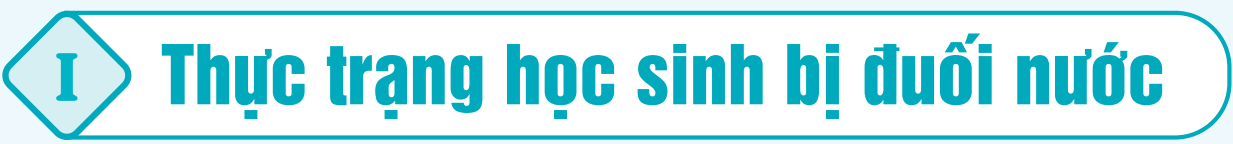 I Thực trạng học sinh bị đuối nước